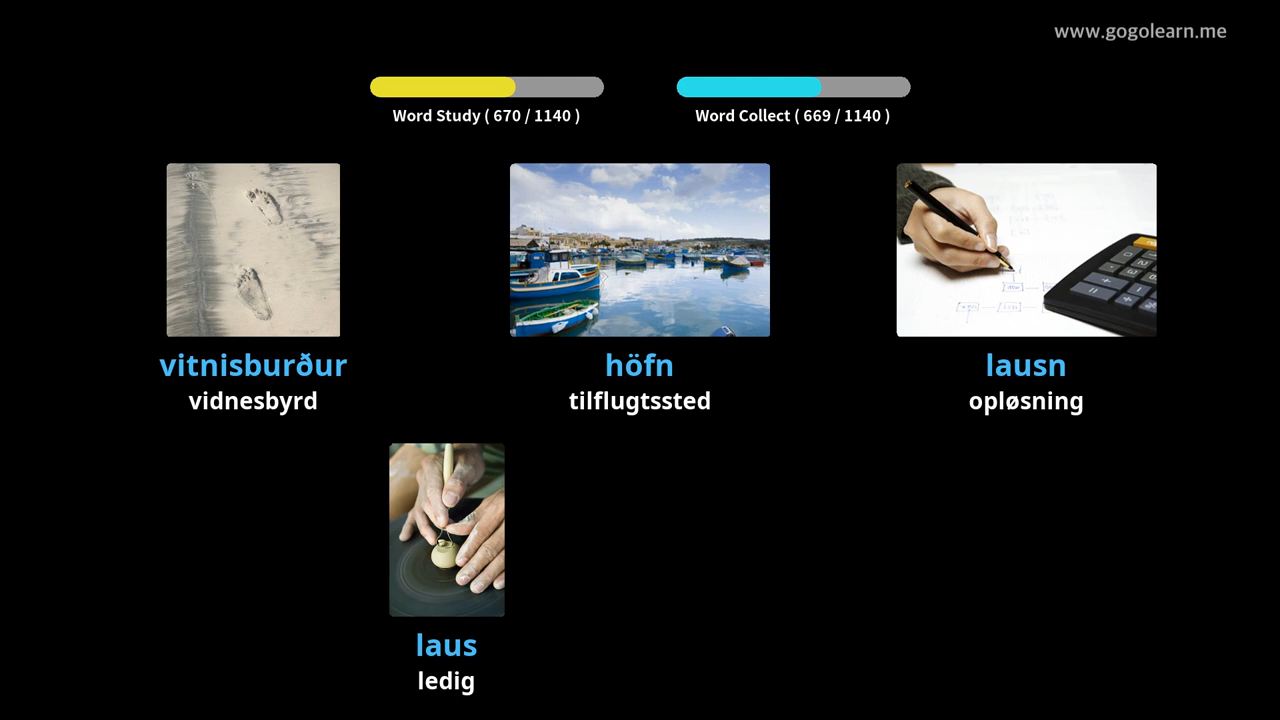 www.gogolearn.me
Word Study ( 670 / 1140 )
Word Collect ( 669 / 1140 )
vitnisburður
vidnesbyrd
höfn
tilflugtssted
lausn
opløsning
laus
ledig